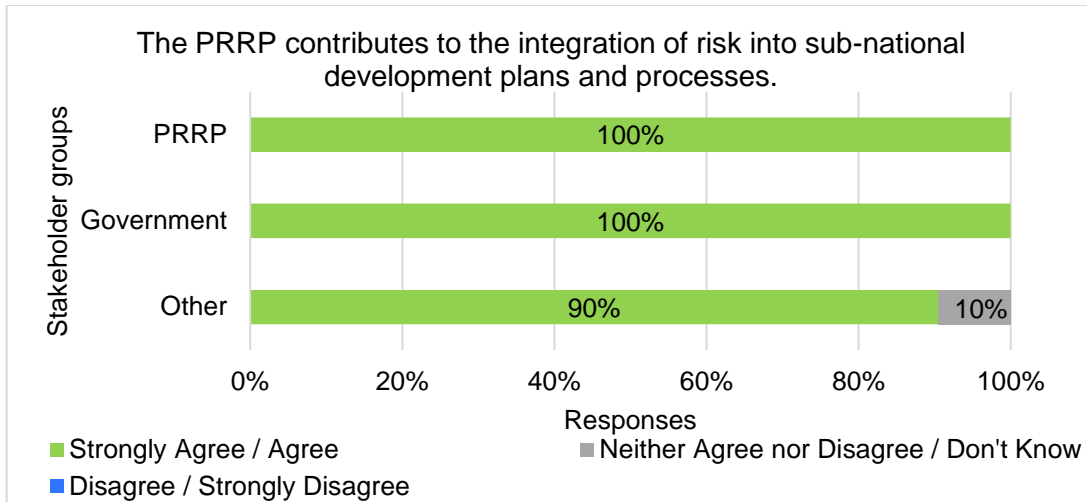 The PRRP contributes to the integration of risk into sub-national
development plans and processes.
Stakeholder groups
PRRP
100%
Government
100%
Other
90%
10%
0%
20%
40%
60%
80%
100%
Responses
Strongly Agree / Agree
Neither Agree nor Disagree / Don't Know
Disagree / Strongly Disagree